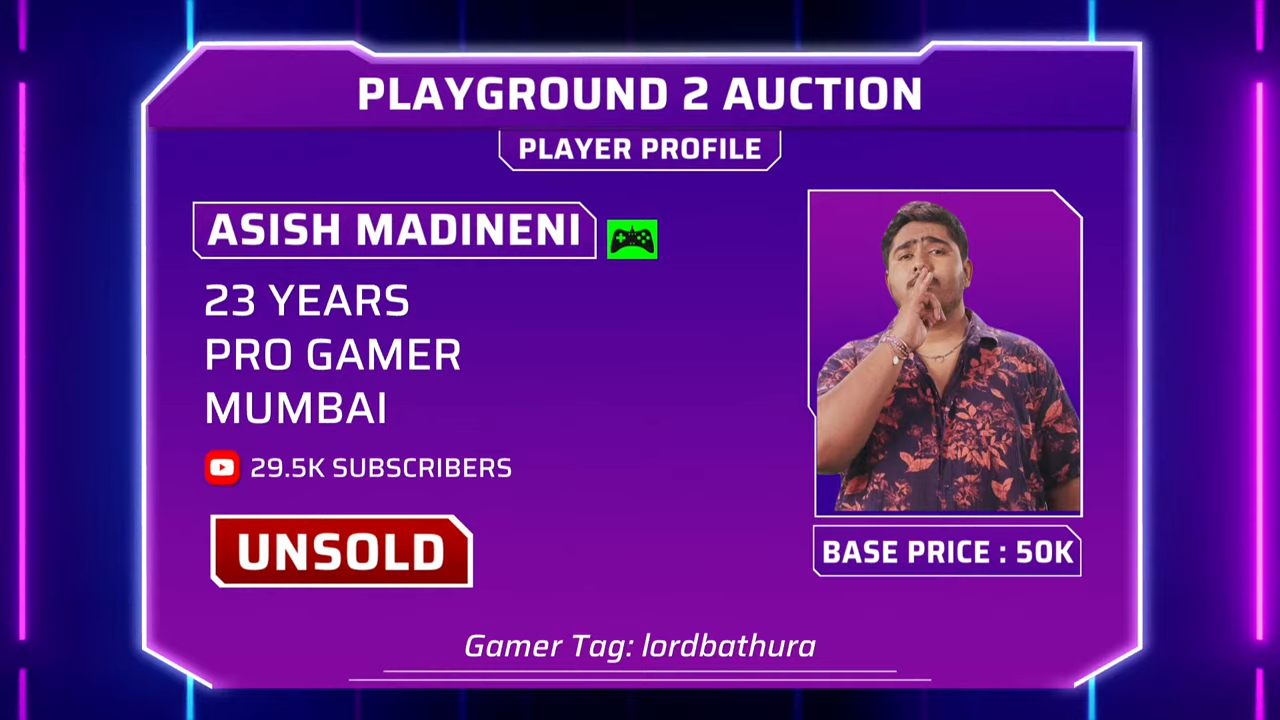 PLAYGROUND 2 AUCTION
PLAYER PROFILE
ASISH MADINENI
23 YEARS
PRO GAMER
MUMBAI
29.5K SUBSCRIBERS
UNSOLD
BASE PRICE : 50K
Gamer Tag: lordbathura